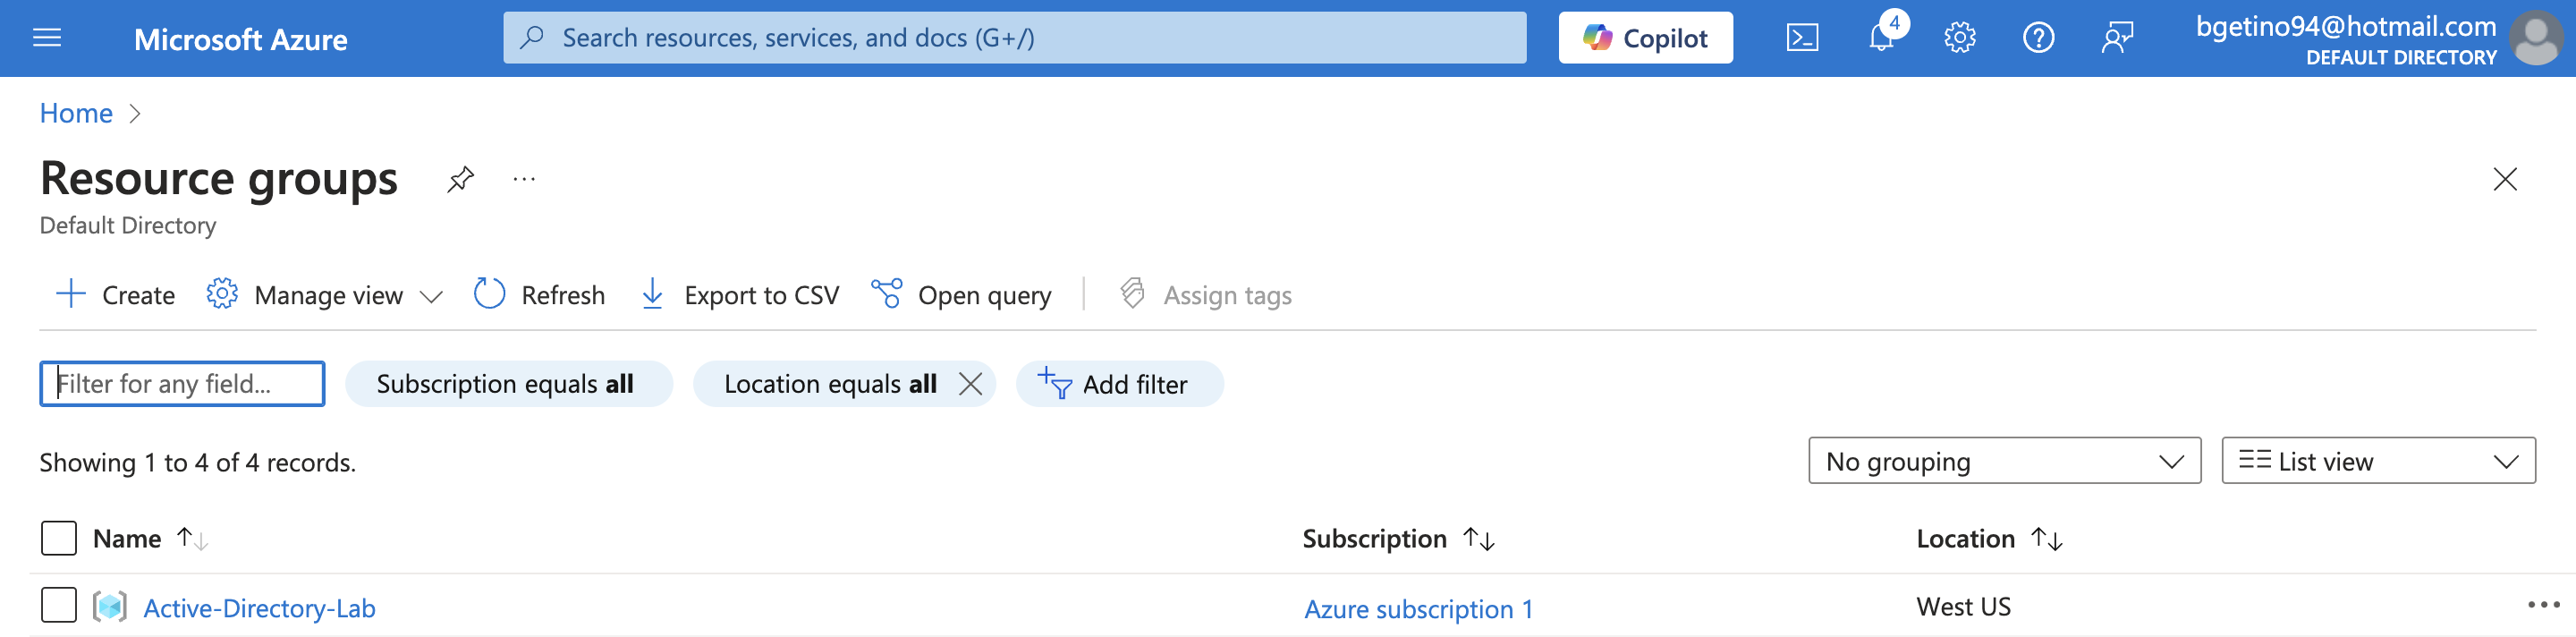 Microsoft Azure
Search resources, services, and docs (G+/)
Copilot
4
bgetino94@hotmail.com
DEFAULT DIRECTORY
Home
Resource groups
Default Directory
Create
Manage view
Refresh
Export to CSV
Open query
Assign tags
Filter for any field...
Subscription equals all
Location equals all
Add filter
Showing 1 to 4 of 4 records.
No grouping
List view
Name
Subscription
Location
Active-Directory-Lab
Azure subscription 1
West US